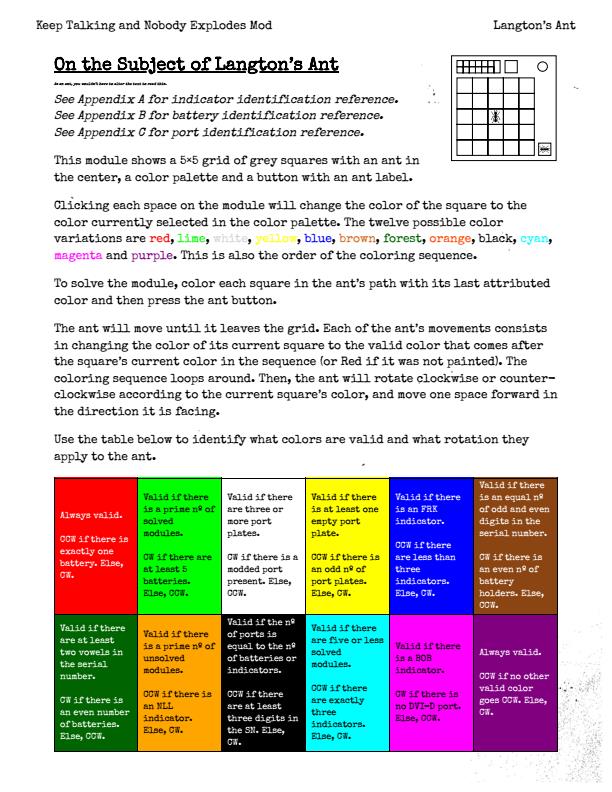 Keep Talking and Nobody Explodes Mod
Langton's Ant
On the Subject of Langton's Ant
As an ant, you wouldn't have to alter the text to read this.
See Appendix A for indicator identification reference.
See Appendix B for battery identification reference.
See Appendix C for port identification reference.
This module shows a 5×5 grid of grey squares with an ant in
the center, a color palette and a button with an ant label.
Clicking each space on the module will change the color of the square to the
color currently selected in the color palette. The twelve possible color
variations are red, lime, white, yellow, blue, brown, forest, orange, black, cyan,
magenta and purple. This is also the order of the coloring sequence.
To solve the module, color each square in the ant's path with its last attributed
color and then press the ant button.
The ant will move until it leaves the grid. Each of the ant's movements consists
in changing the color of its current square to the valid color that comes after
the square's current color in the sequence (or Red if it was not painted). The
coloring sequence loops around. Then, the ant will rotate clockwise or counter-
clockwise according to the current square's color, and move one space forward in
the direction it is facing.
Use the table below to identify what colors are valid and what rotation they
apply to the ant.
Always valid.
CCW if there is
exactly one
battery. Else,
CW.
Valid if there
is a prime nº of
solved
modules.
CW if there are
at least 5
batteries.
Else, CCW.
Valid if there
are three or
more port
plates.
CW if there is a
modded port
present. Else,
CCW.
Valid if there
is at least one
empty port
plate.
CCW if there is
an odd nº of
port plates.
Else, CW.
Valid if there
is an FRK
indicator.
CCW if there
are less than
three
indicators.
Else, CW.
Valid if there
is an equal nº
of odd and even
digits in the
serial number.
CW if there is
an even nº of
battery
holders. Else,
CCW.
Valid if there
are at least
two vowels in
the serial
number.
CW if there is
an even number
of batteries.
Else, CCW.
Valid if there
is a prime nº of
unsolved
modules.
CCW if there is
an NLL
indicator.
Else, CW.
Valid if the nº
of ports is
equal to the nº
of batteries or
indicators.
CCW if there
are at least
three digits in
the SN. Else,
CW.
Valid if there
are five or less
solved
modules.
CCW if there
are exactly
three
indicators.
Else, CW.
Valid if there
is a BOB
indicator.
CW if there is
no DVI-D port.
Else, CCW.
Always valid.
CCW if no other
valid color
goes CCW. Else,
CW.